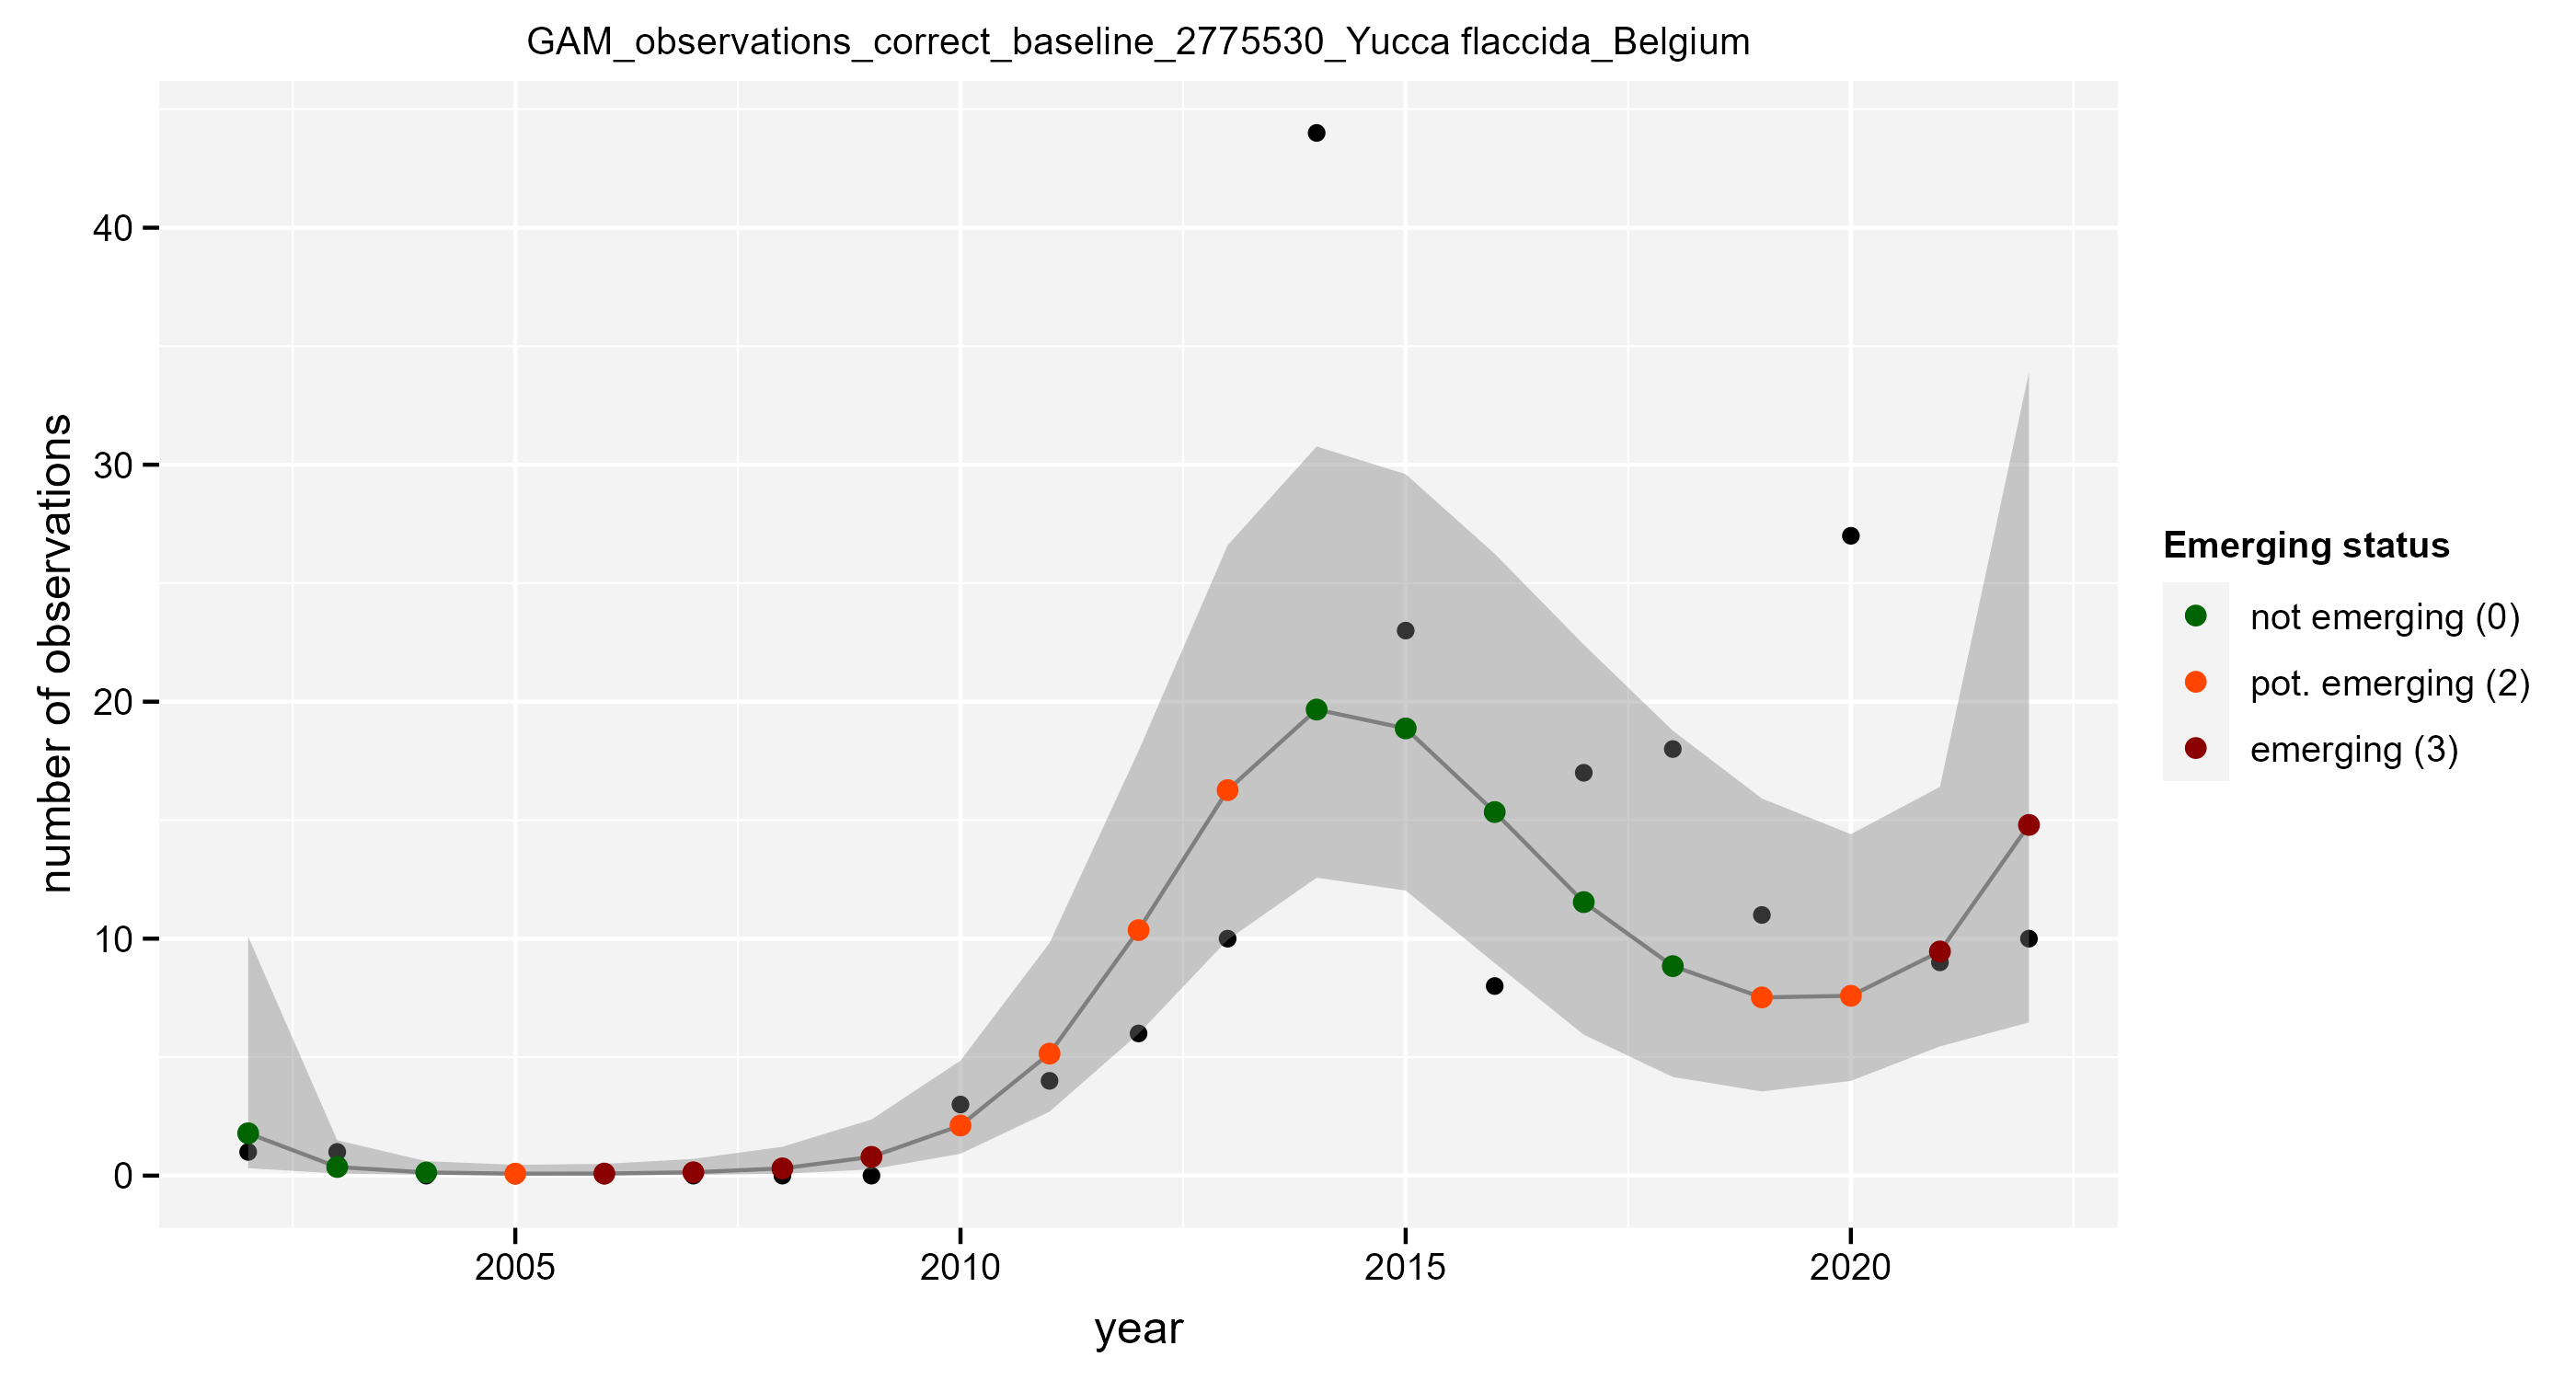 GAM_observations_correct_baseline_2775530_Yucca flaccida_Belgium
number of observations
40
30
20
10
0
2005
2010
2015
2020
year
Emerging status
not emerging (0)
pot. emerging (2)
emerging (3)